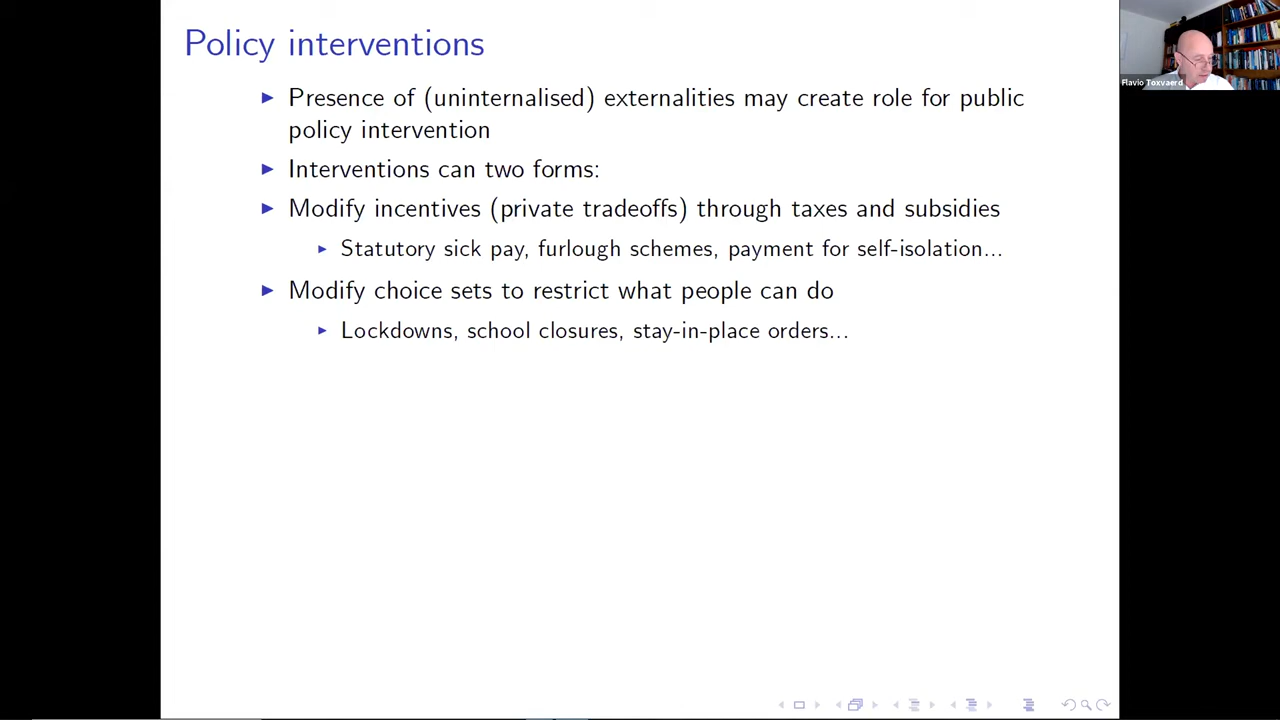 Policy interventions
Presence of (uninternalised) externalities may create role for public
policy intervention
Interventions can two forms:
Modify incentives (private tradeoffs) through taxes and subsidies
Statutory sick pay, furlough schemes, payment for self-isolation...
Modify choice sets to restrict what people can do
Lockdowns, school closures, stay-in-place orders...
Flavio Toxvaerd